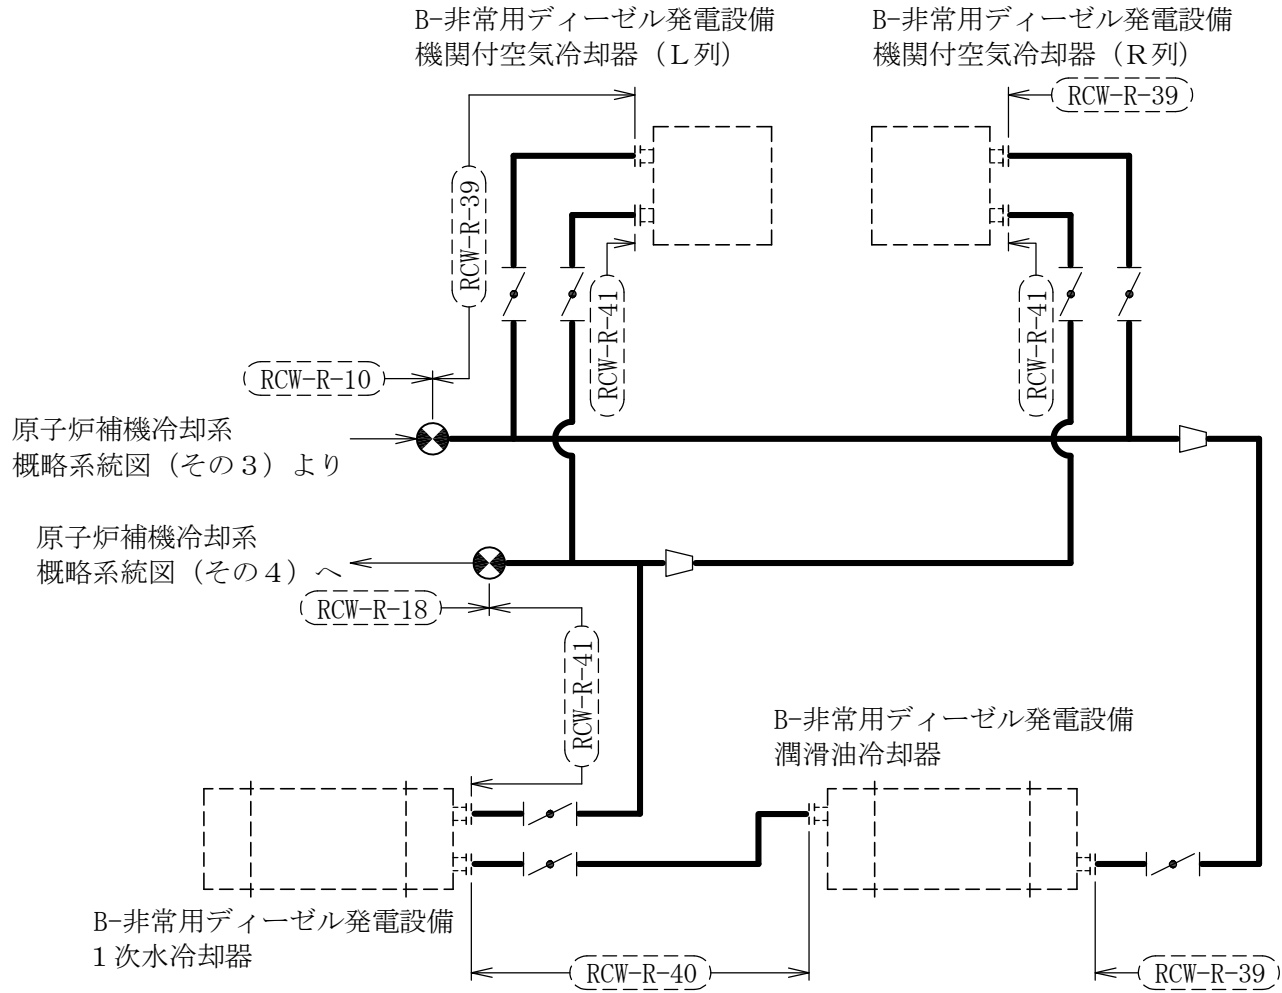 B-非常用ディーゼル発電設備
機関付空気冷却器（Ｌ列）
B-非常用ディーゼル発電設備
機関付空気冷却器（Ｒ列）
RCW-R-39
RCW-R-39
RCW-R-41
RCW-R-41
RCW-R-10
原子炉補機冷却系
概略系統図（その３）より
原子炉補機冷却系
概略系統図（その４）へ
RCW-R-18
RCW-R-41
B-非常用ディーゼル発電設備
潤滑油冷却器
B-非常用ディーゼル発電設備
１次水冷却器
RCW-R-40
RCW-R-39